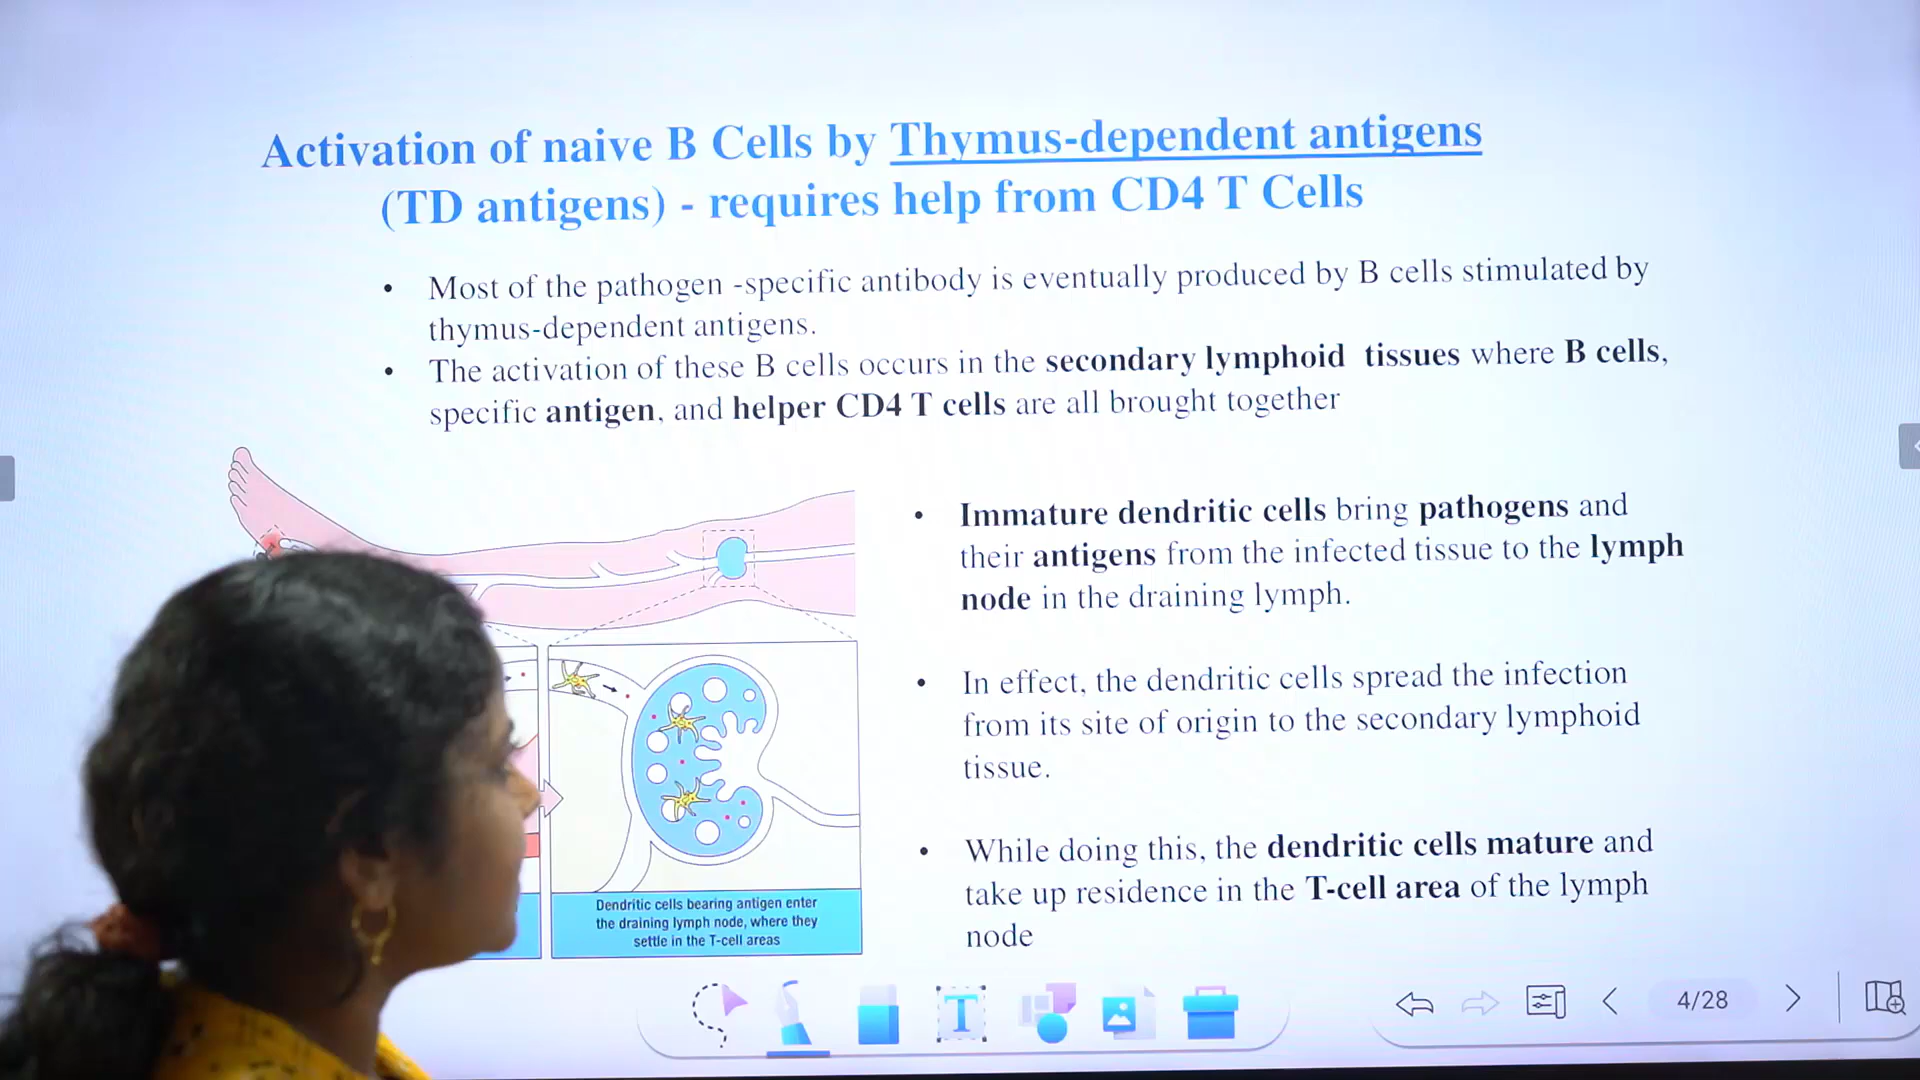 Activation of naive B Cells by Thymus-dependent antigens
(TD antigens) - requires help from CD4 T Cells
• Most of the pathogen -specific antibody is eventually produced by B cells stimulated by
thymus-dependent antigens.
• The activation of these B cells occurs in the secondary lymphoid tissues where B cells,
specific antigen, and helper CD4 T cells are all brought together
• Immature dendritic cells bring pathogens and
their antigens from the infected tissue to the lymph
node in the draining lymph.
• In effect, the dendritic cells spread the infection
from its site of origin to the secondary lymphoid
tissue.
• While doing this, the dendritic cells mature and
take up residence in the T-cell area of the lymph
node
Dendritic cells bearing antigen enter
the draining lymph node, where they
settle in the T-cell areas
T
4/28